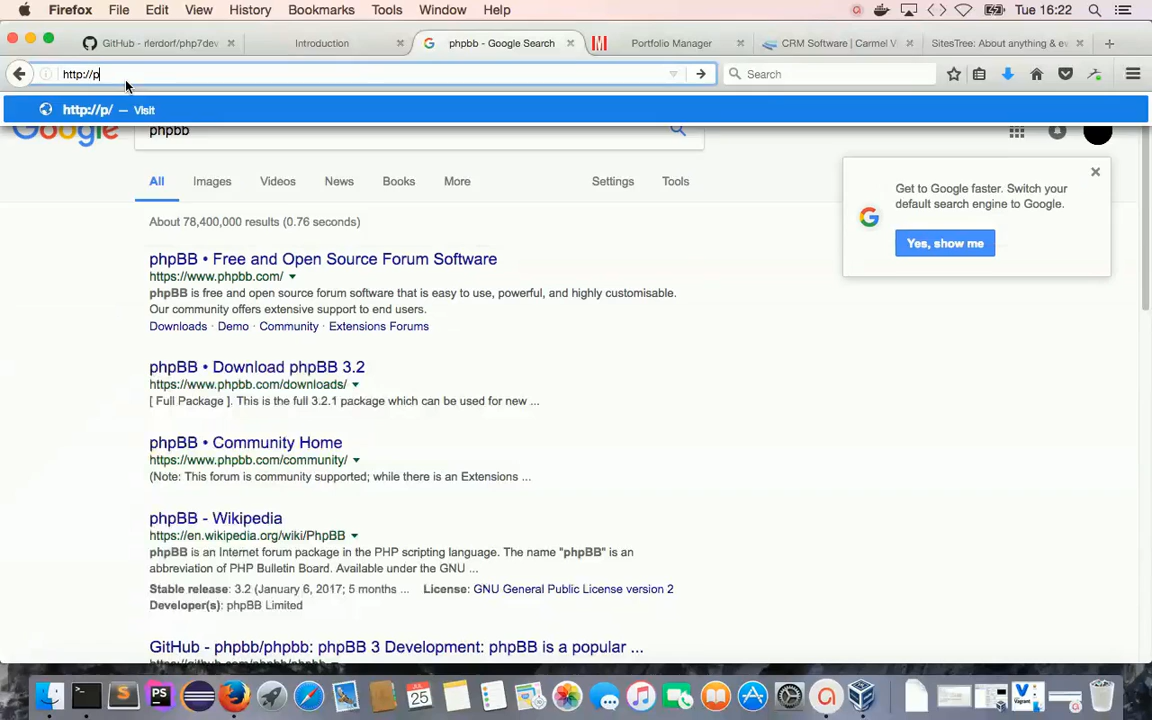 Firefox File Edit View History Bookmarks Tools Window Help Tue 16:22
GitHub - rlerdorf/php7dev Introduction phpbb - Google Search Portfolio Manager CRM Software | Carmel V SitesTree: About anything & ev
http://p Search
http://p/ — Visit
Google phpbb
All Images Videos News Books More Settings Tools
Get to Google faster. Switch your
default search engine to Google.
Yes, show me
About 78,400,000 results (0.76 seconds)
phpBB • Free and Open Source Forum Software
https://www.phpbb.com/
phpBB is free and open source forum software that is easy to use, powerful, and highly customisable.
Our community offers extensive support to end users.
Downloads · Demo · Community · Extensions Forums
phpBB • Download phpBB 3.2
https://www.phpbb.com/downloads/
[ Full Package ]. This is the full 3.2.1 package which can be used for new ...
phpBB • Community Home
https://www.phpbb.com/community/
(Note: This forum is community supported; while there is an Extensions ...
phpBB - Wikipedia
https://en.wikipedia.org/wiki/PhpBB
phpBB is an Internet forum package in the PHP scripting language. The name "phpBB" is an
abbreviation of PHP Bulletin Board. Available under the GNU ...
Stable release: 3.2 (January 6, 2017; 5 months ... License: GNU General Public License version 2
Developer(s): phpBB Limited
GitHub - phpbb/phpbb: phpBB 3 Development: phpBB is a popular ...
https://github.com/phpbb/phpbb
PS JUL 25 Vagrant